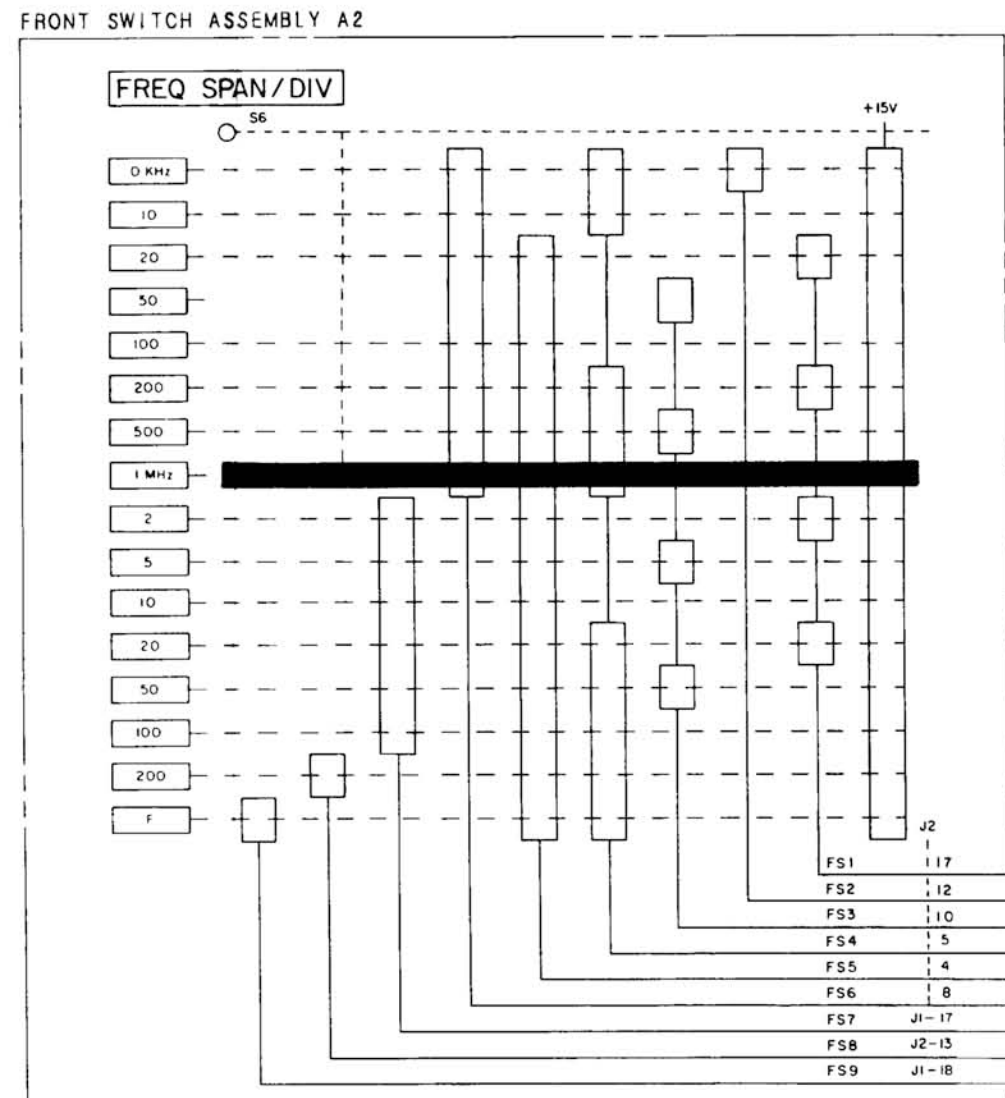 FRONT SWITCH ASSEMBLY A2
FREQ SPAN/DIV
S6
+15V
0 KHz
10
20
50
100
200
500
1 MHz
2
5
10
20
50
100
200
F
J2
FS1 17
FS2 12
FS3 10
FS4 5
FS5 4
FS6 8
FS7 J1-17
FS8 J2-13
FS9 J1-18